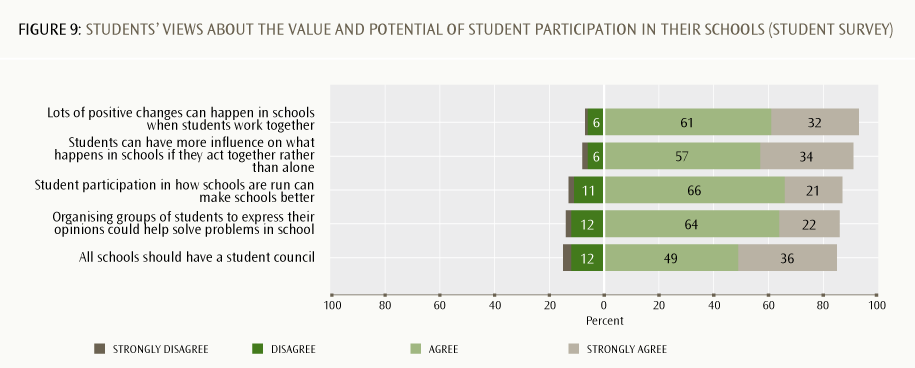 FIGURE 9: STUDENTS' VIEWS ABOUT THE VALUE AND POTENTIAL OF STUDENT PARTICIPATION IN THEIR SCHOOLS (STUDENT SURVEY)
Lots of positive changes can happen in schools
when students work together
6 61 32
Students can have more influence on what
happens in schools if they act together rather
than alone
6 57 34
Student participation in how schools are run can
make schools better
11 66 21
Organising groups of students to express their
opinions could help solve problems in school
12 64 22
All schools should have a student council
12 49 36
100 80 60 40 20 0 20 40 60 80 100
Percent
STRONGLY DISAGREE DISAGREE AGREE STRONGLY AGREE